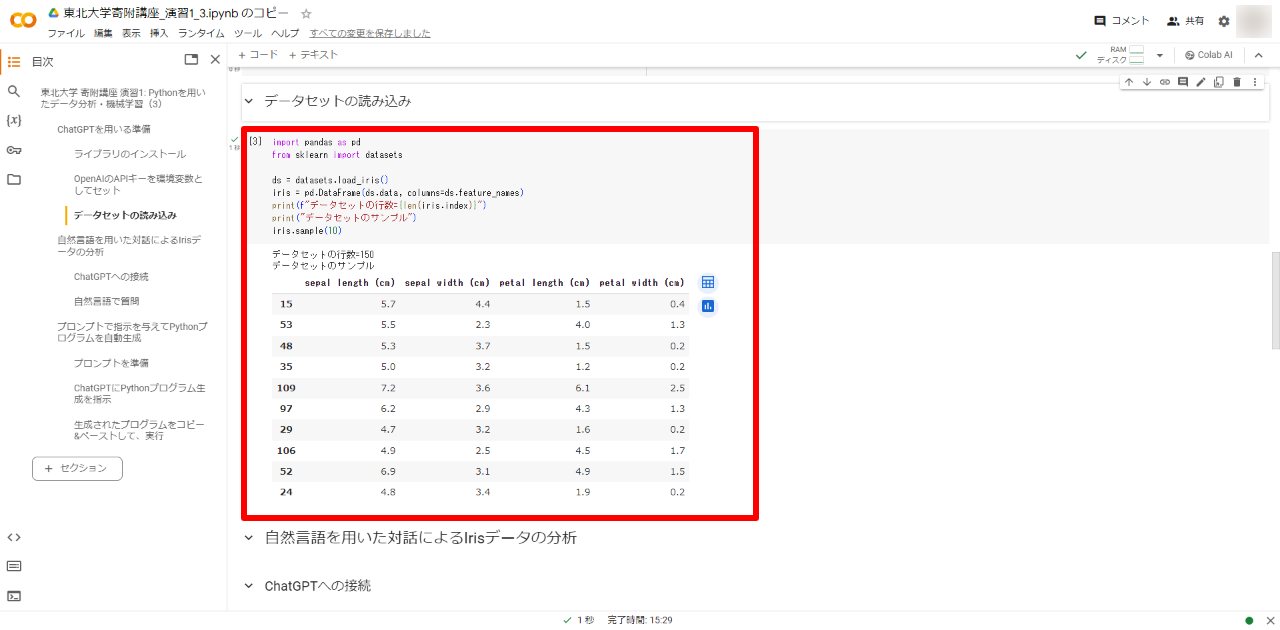 東北大学寄附講座_演習1_3.ipynb のコピー
コメント
共有
ファイル 編集 表示 挿入 ランタイム ツール ヘルプ すべての変更を保存しました
目次
+ コード + テキスト
RAM
ディスク
Colab AI
東北大学 寄附講座 演習1: Pythonを用い
たデータ分析・機械学習（3）
ChatGPTを用いる準備
ライブラリのインストール
OpenAIのAPIキーを環境変数と
してセット
データセットの読み込み
自然言語を用いた対話によるIrisデ
ータの分析
ChatGPTへの接続
自然言語で質問
プロンプトで指示を与えてPythonプ
ログラムを自動生成
プロンプトを準備
ChatGPTにPythonプログラム生
成を指示
生成されたプログラムをコピー
&ペーストして、実行
+ セクション
0 秒
データセットの読み込み
1 秒
[3] import pandas as pd
from sklearn import datasets
ds = datasets.load_iris()
iris = pd.DataFrame(ds.data, columns=ds.feature_names)
print(f"データセットの行数={len(iris.index)}")
print("データセットのサンプル")
iris.sample(10)
データセットの行数=150
データセットのサンプル
sepal length (cm) sepal width (cm) petal length (cm) petal width (cm)
15 5.7 4.4 1.5 0.4
53 5.5 2.3 4.0 1.3
48 5.3 3.7 1.5 0.2
35 5.0 3.2 1.2 0.2
109 7.2 3.6 6.1 2.5
97 6.2 2.9 4.3 1.3
29 4.7 3.2 1.6 0.2
106 4.9 2.5 4.5 1.7
52 6.9 3.1 4.9 1.5
24 4.8 3.4 1.9 0.2
自然言語を用いた対話によるIrisデータの分析
ChatGPTへの接続
1 秒 完了時間: 15:29